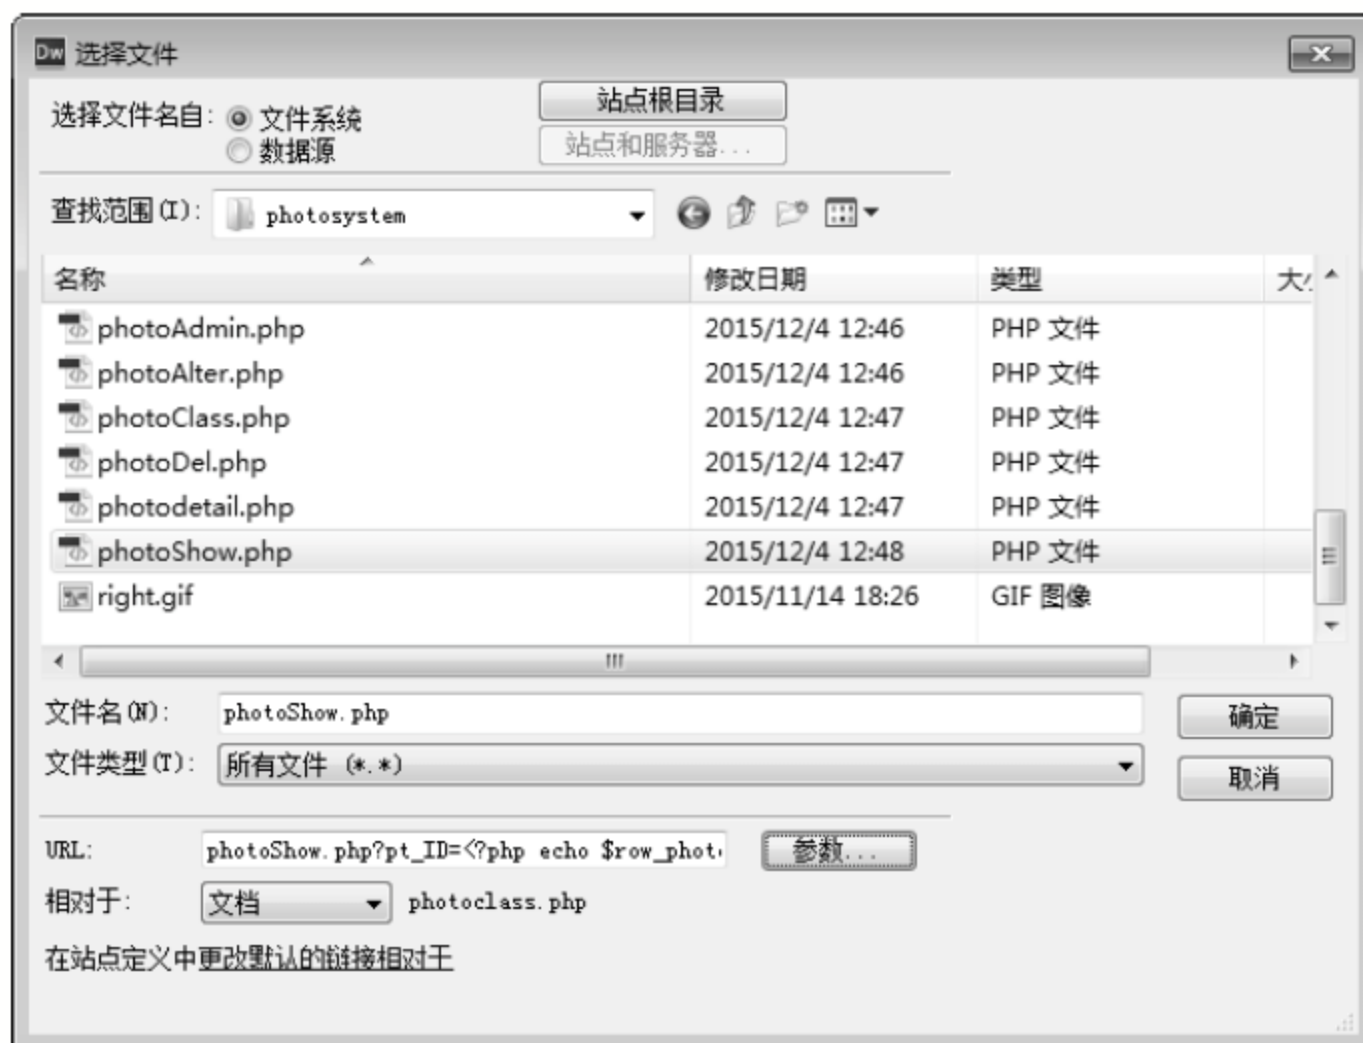 Dw 选择文件
选择文件名自: 文件系统 站点根目录
数据源 站点和服务器...
查找范围(I): photosystem
名称 修改日期 类型
photoAdmin.php 2015/12/4 12:46 PHP 文件
photoAlter.php 2015/12/4 12:46 PHP 文件
photoClass.php 2015/12/4 12:47 PHP 文件
photoDel.php 2015/12/4 12:47 PHP 文件
photodetail.php 2015/12/4 12:47 PHP 文件
photoShow.php 2015/12/4 12:48 PHP 文件
right.gif 2015/11/14 18:26 GIF 图像
文件名(N): photoShow.php 确定
文件类型(T): 所有文件 (*.*) 取消
URL: photoShow.php?pt_ID=<?php echo $row_phot 参数...
相对于: 文档 photoclass.php
在站点定义中更改默认的链接相对于